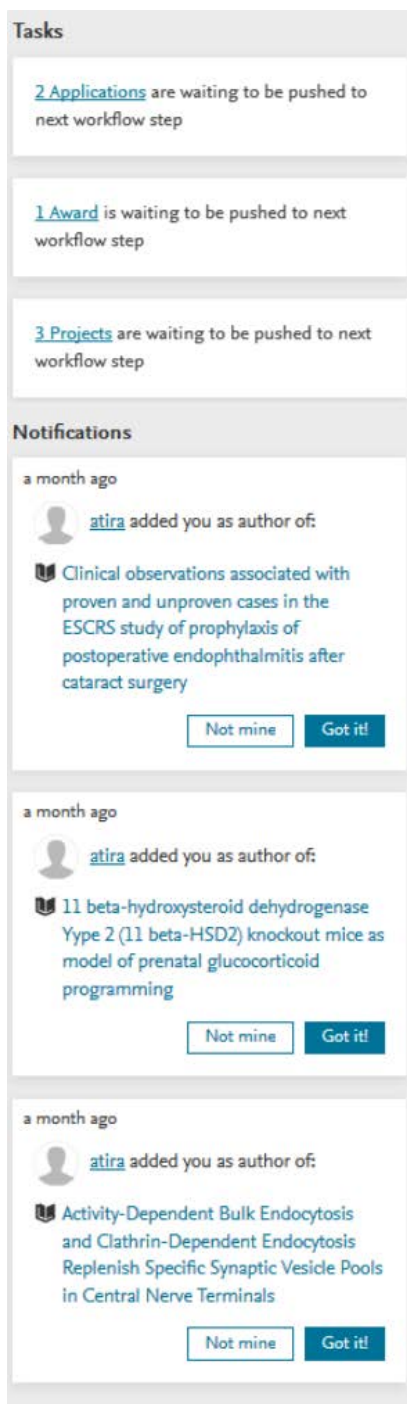 Tasks
2 Applications are waiting to be pushed to
next workflow step
1 Award is waiting to be pushed to next
workflow step
3 Projects are waiting to be pushed to next
workflow step
Notifications
a month ago
atira added you as author of:
Clinical observations associated with
proven and unproven cases in the
ESCRS study of prophylaxis of
postoperative endophthalmitis after
cataract surgery
Not mine
Got it!
a month ago
atira added you as author of:
11 beta-hydroxysteroid dehydrogenase
Yype 2 (11 beta-HSD2) knockout mice as
model of prenatal glucocorticoid
programming
Not mine
Got it!
a month ago
atira added you as author of:
Activity-Dependent Bulk Endocytosis
and Clathrin-Dependent Endocytosis
Replenish Specific Synaptic Vesicle Pools
in Central Nerve Terminals
Not mine
Got it!